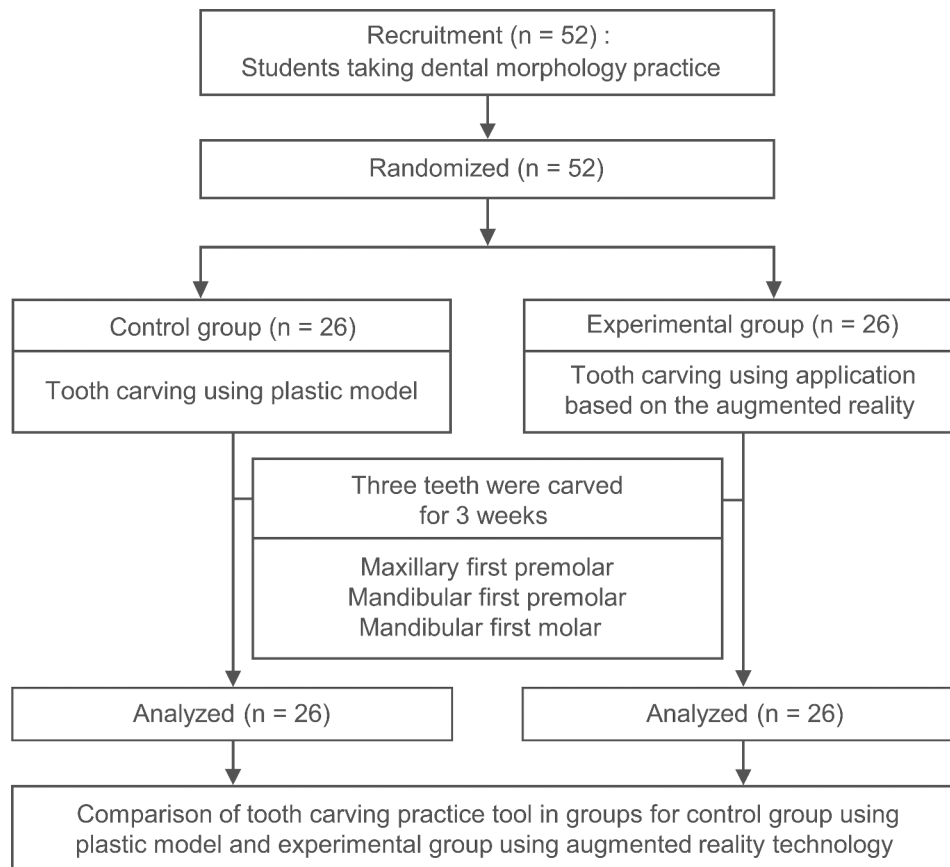 Recruitment (n = 52) :
Students taking dental morphology practice
Randomized (n = 52)
Control group (n = 26)
Tooth carving using plastic model
Experimental group (n = 26)
Tooth carving using application
based on the augmented reality
Three teeth were carved
for 3 weeks
Maxillary first premolar
Mandibular first premolar
Mandibular first molar
Analyzed (n = 26)
Analyzed (n = 26)
Comparison of tooth carving practice tool in groups for control group using
plastic model and experimental group using augmented reality technology